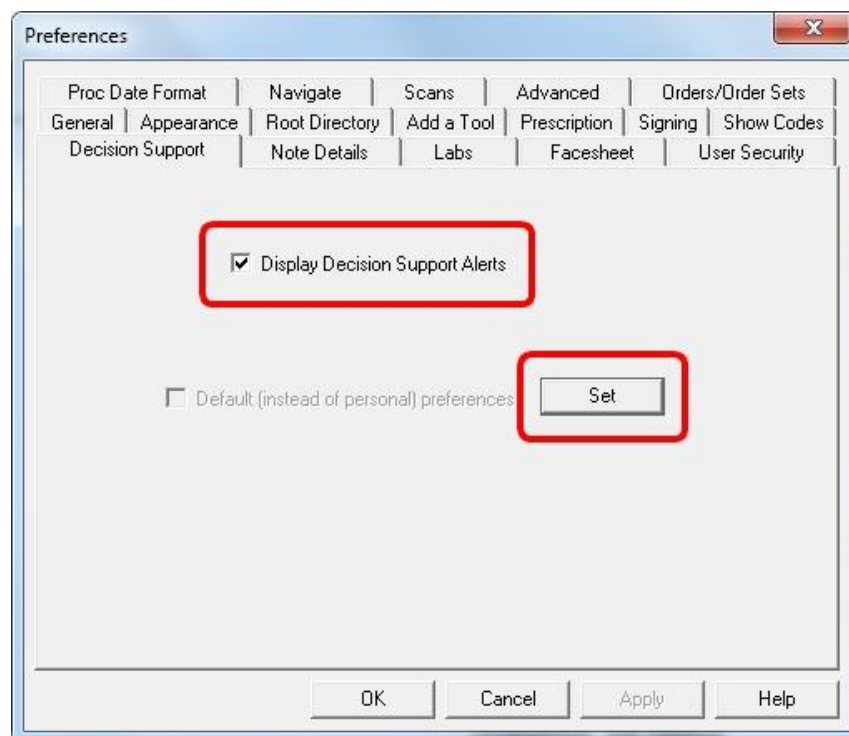 Preferences
Proc Date Format Navigate Scans Advanced Orders/Order Sets
General Appearance Root Directory Add a Tool Prescription Signing Show Codes
Decision Support Note Details Labs Facesheet User Security
Display Decision Support Alerts
Default (instead of personal) preferences Set
OK Cancel Apply Help